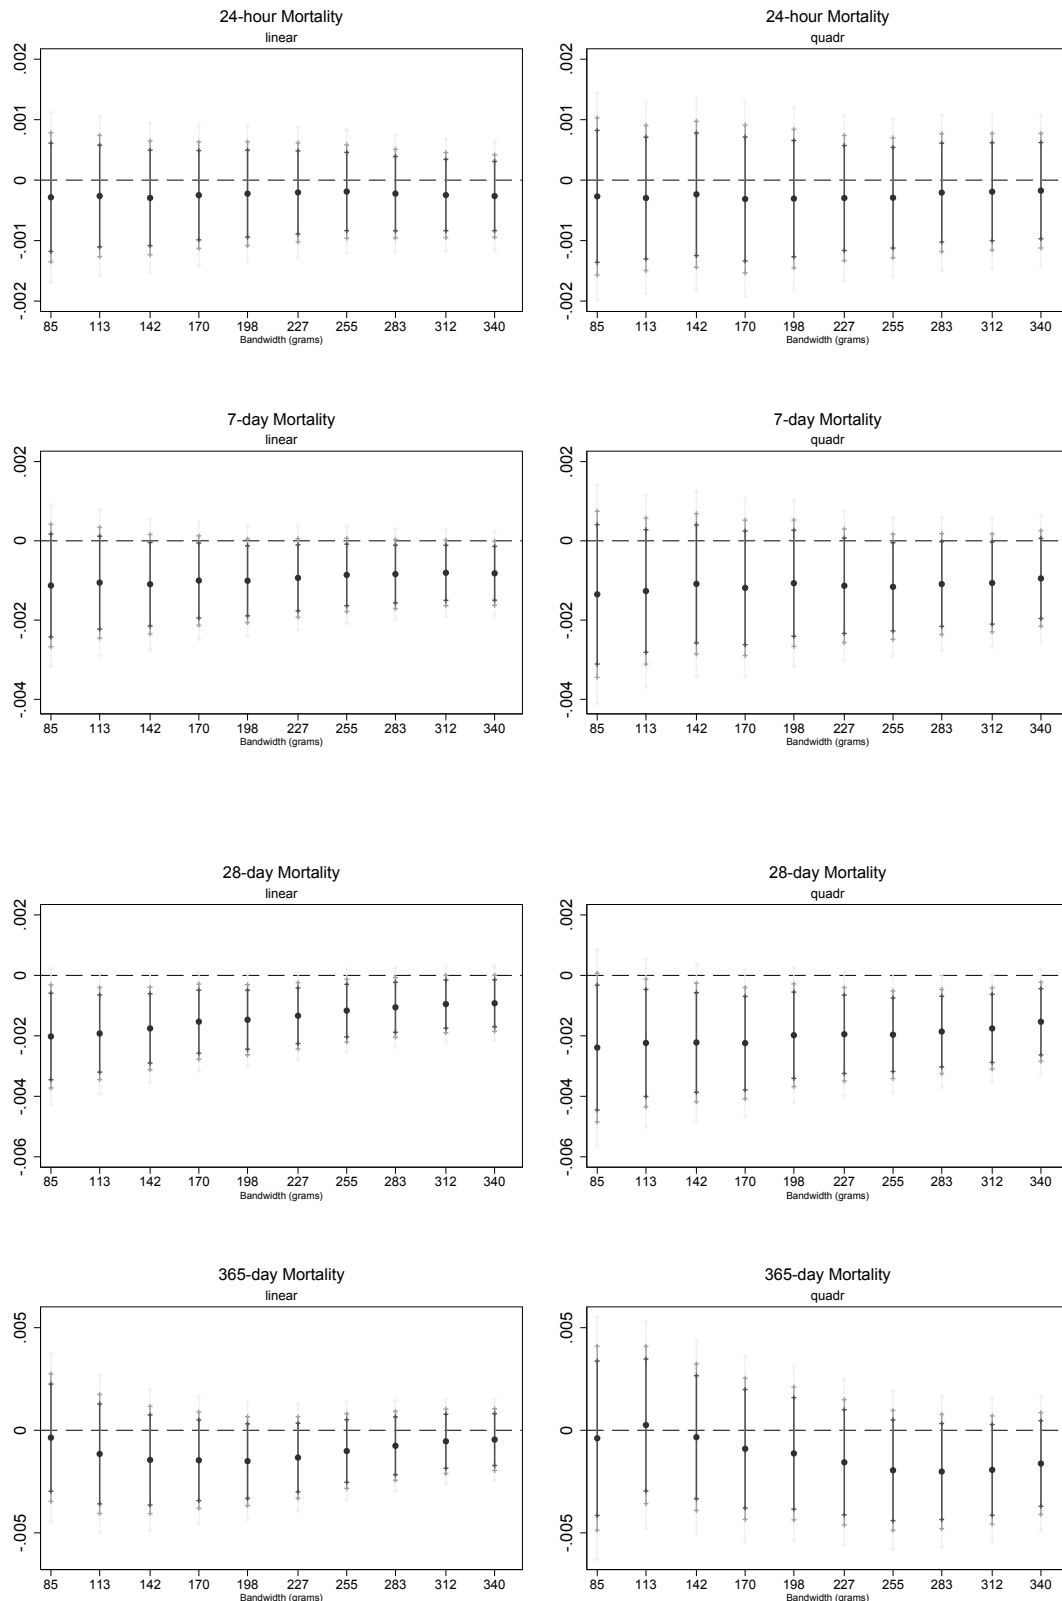 24-hour Mortality
linear
.002
.001
0
-.001
-.002
85 113 142 170 198 227 255 283 312 340
Bandwidth (grams)
24-hour Mortality
quadr
.002
.001
0
-.001
-.002
85 113 142 170 198 227 255 283 312 340
Bandwidth (grams)
7-day Mortality
linear
.002
0
-.002
-.004
85 113 142 170 198 227 255 283 312 340
Bandwidth (grams)
7-day Mortality
quadr
.002
0
-.002
-.004
85 113 142 170 198 227 255 283 312 340
Bandwidth (grams)
28-day Mortality
linear
.002
0
-.002
-.004
-.006
85 113 142 170 198 227 255 283 312 340
Bandwidth (grams)
28-day Mortality
quadr
.002
0
-.002
-.004
-.006
85 113 142 170 198 227 255 283 312 340
Bandwidth (grams)
365-day Mortality
linear
.005
0
-.005
85 113 142 170 198 227 255 283 312 340
Bandwidth (grams)
365-day Mortality
quadr
.005
0
-.005
85 113 142 170 198 227 255 283 312 340
Bandwidth (grams)